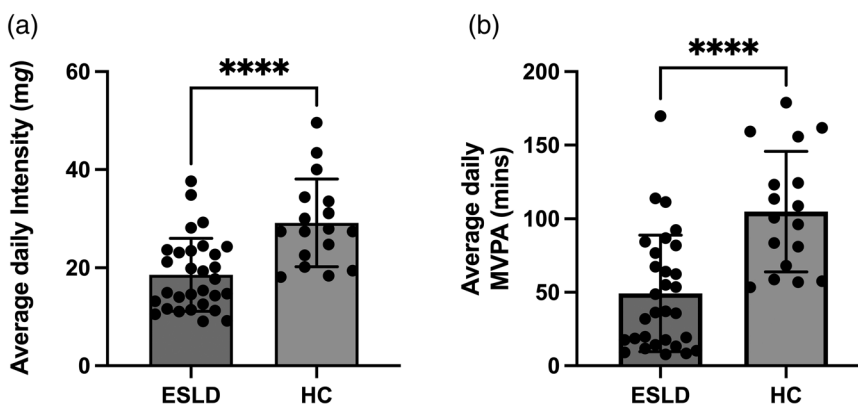 (a)
Average daily Intensity (mg)
60
40
20
0
****
ESLD
HC
(b)
Average daily
MVPA (mins)
200
150
100
50
0
****
ESLD
HC